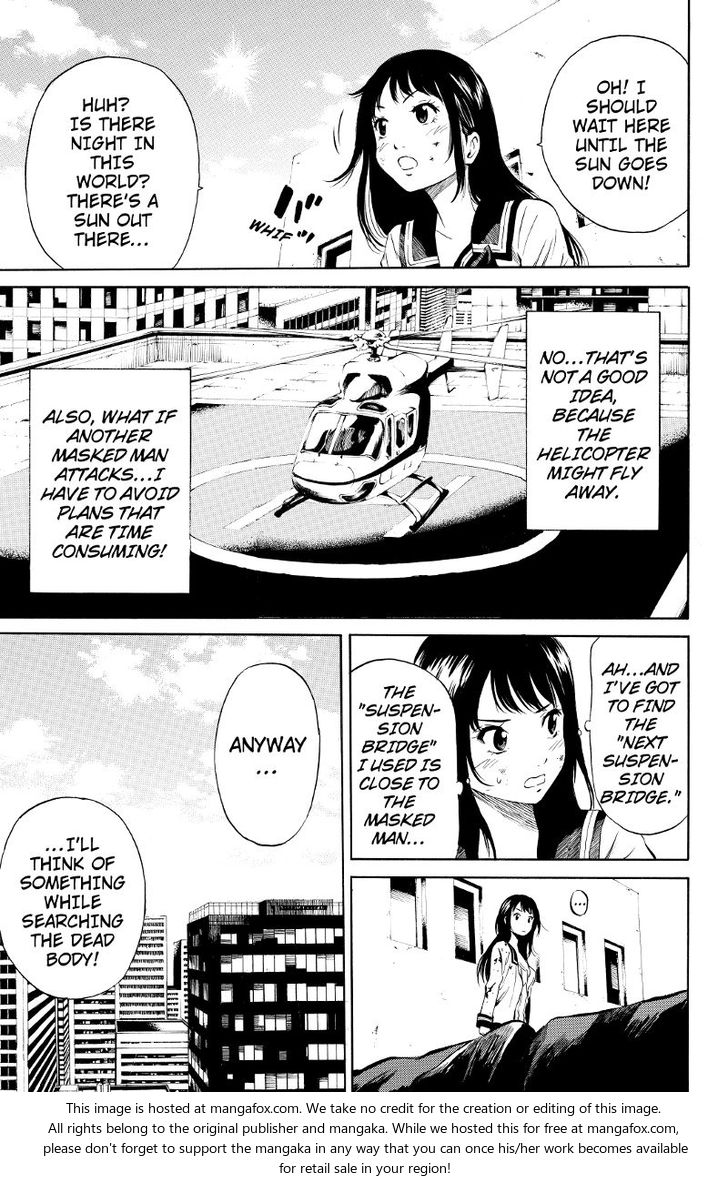 OH! I
SHOULD
WAIT HERE
UNTIL THE
SUN GOES
DOWN!
HUH?
IS THERE
NIGHT IN
THIS
WORLD?
THERE'S A
SUN OUT
THERE...
バッ
WHIF
NO...THAT'S
NOT A GOOD
IDEA,
BECAUSE
THE
HELICOPTER
MIGHT FLY
AWAY.
ALSO, WHAT IF
ANOTHER
MASKED MAN
ATTACKS...I
HAVE TO AVOID
PLANS THAT
ARE TIME
CONSUMING!
AH...AND
I'VE GOT
TO FIND
THE
"NEXT
SUSPEN-
SION
BRIDGE."
THE
"SUSPEN-
SION
BRIDGE"
I USED IS
CLOSE TO
THE
MASKED
MAN...
...
ANYWAY
...
...I'LL
THINK OF
SOMETHING
WHILE
SEARCHING
THE DEAD
BODY!
This image is hosted at mangafox.com. We take no credit for the creation or editing of this image.
All rights belong to the original publisher and mangaka. While we hosted this for free at mangafox.com,
please don't forget to support the mangaka in any way that you can once his/her work becomes available
for retail sale in your region!